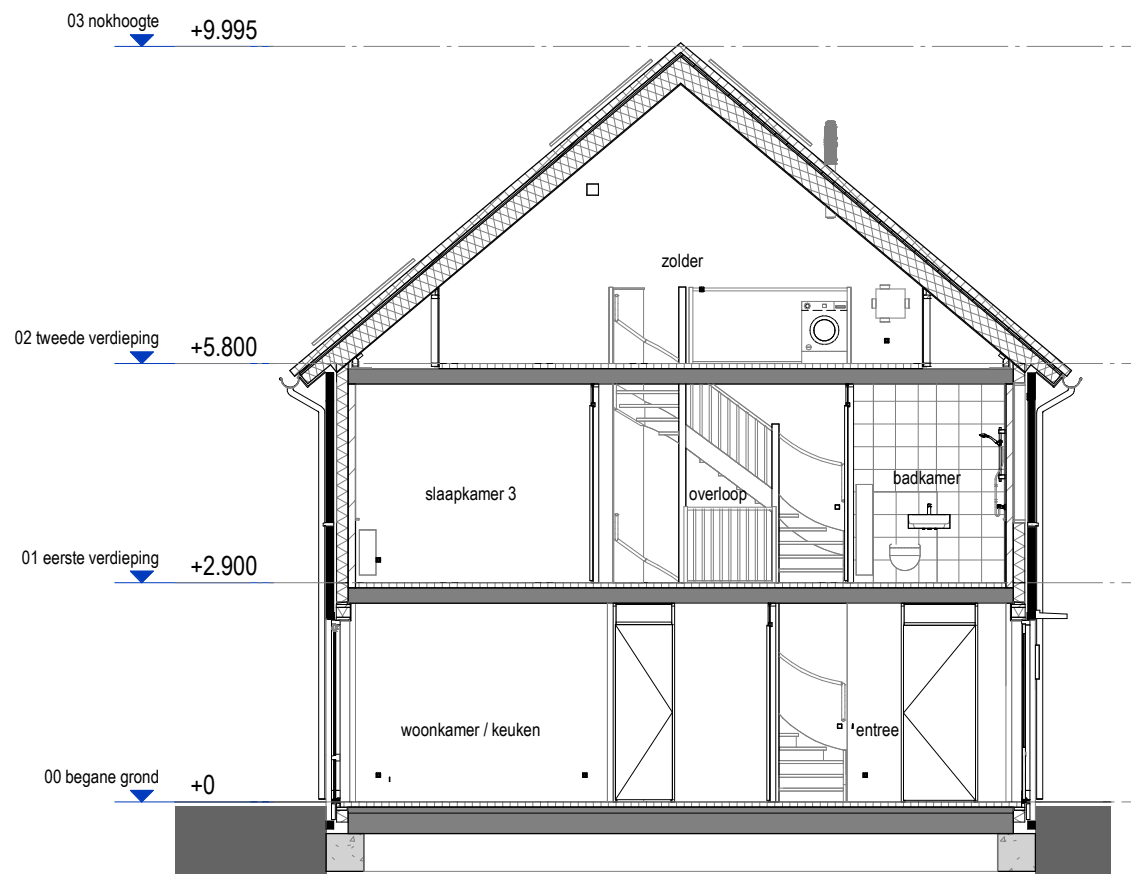 03 nokhoogte +9.995
zolder
02 tweede verdieping +5.800
slaapkamer 3
overloop
badkamer
01 eerste verdieping +2.900
woonkamer / keuken
entree
00 begane grond +0